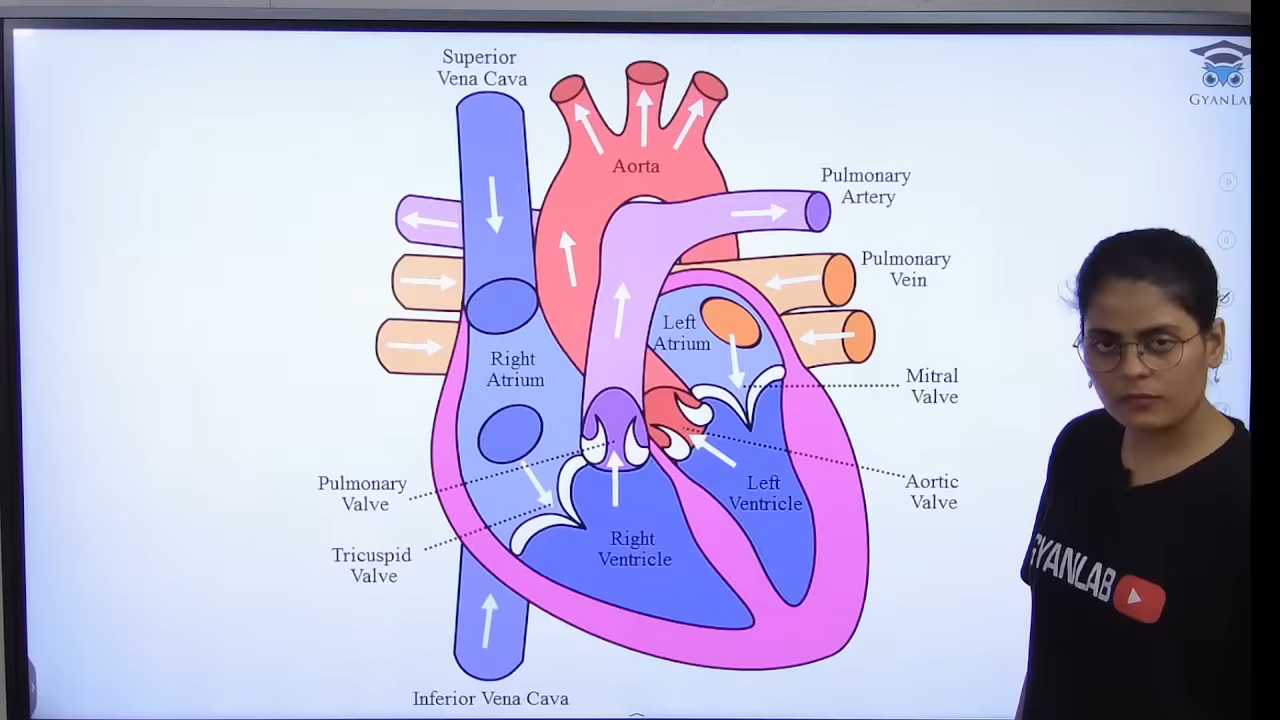 Superior
Vena Cava
GYANLA
Aorta
Pulmonary
Artery
Pulmonary
Vein
Left
Atrium
Right
Atrium
Mitral
Valve
Pulmonary
Valve
Left
Ventricle
Aortic
Valve
Right
Ventricle
Tricuspid
Valve
GYANLAB
Inferior Vena Cava